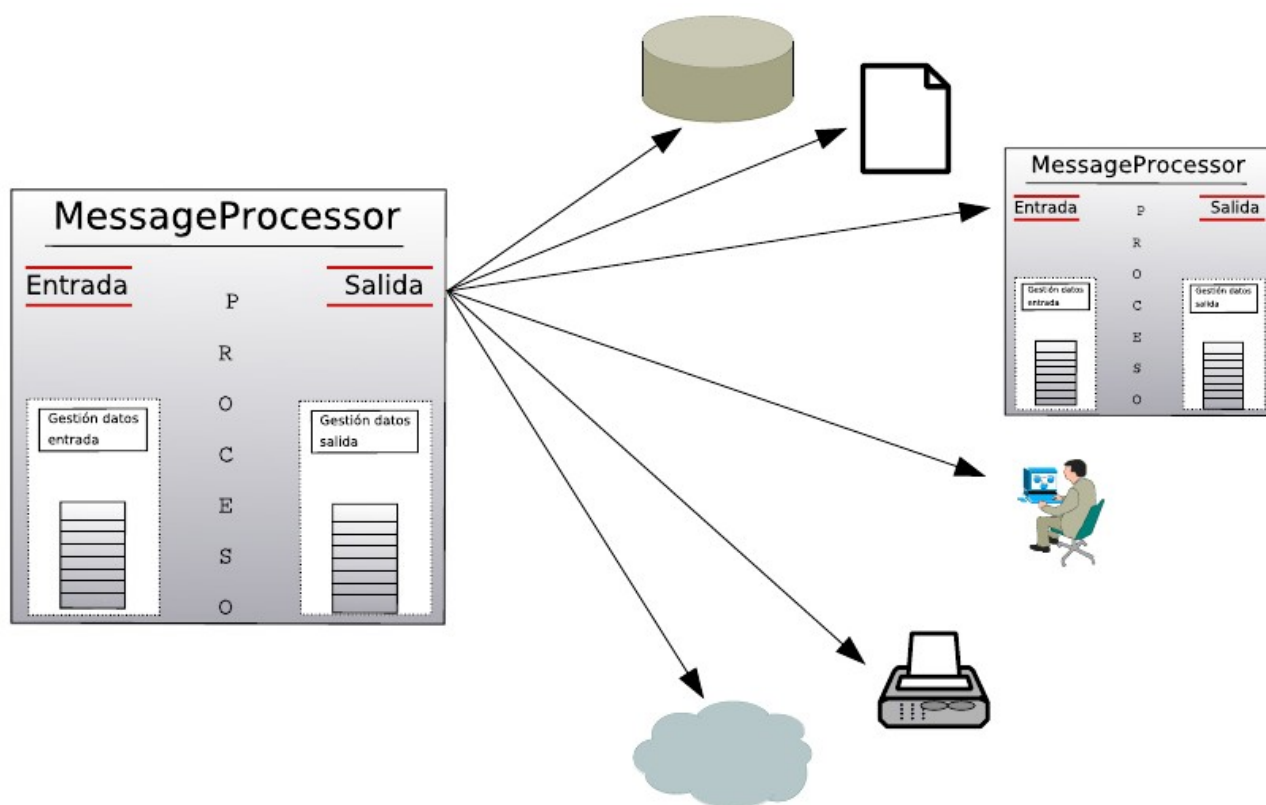 MessageProcessor
Entrada
Salida
P
R
O
C
E
S
O
Gestión datos
entrada
Gestión datos
salida
MessageProcessor
Entrada
Salida
P
R
O
C
E
S
O
Gestión datos
entrada
Gestión datos
salida